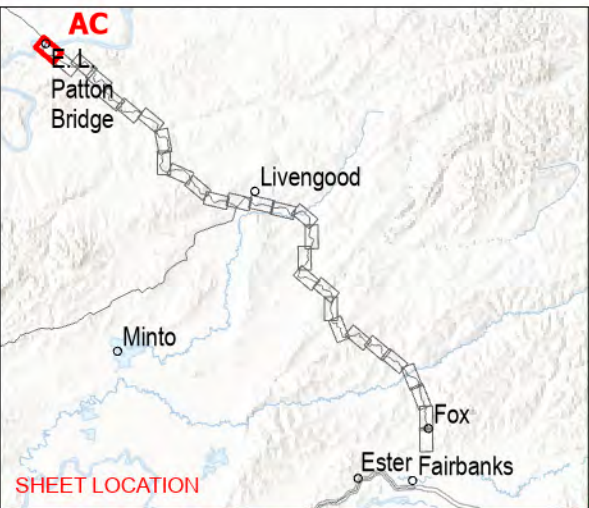 AC
E. L.
Patton
Bridge
Livengood
Minto
Fox
Ester Fairbanks
SHEET LOCATION